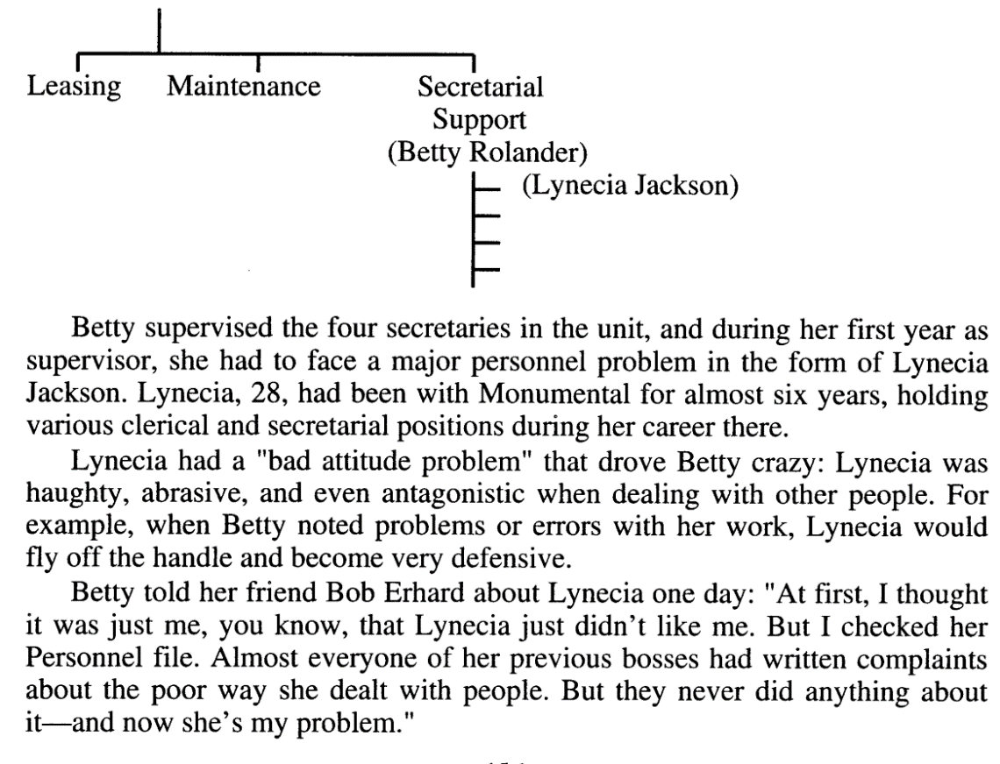 Leasing Maintenance Secretarial
Support
(Betty Rolander)
(Lynecia Jackson)
Betty supervised the four secretaries in the unit, and during her first year as
supervisor, she had to face a major personnel problem in the form of Lynecia
Jackson. Lynecia, 28, had been with Monumental for almost six years, holding
various clerical and secretarial positions during her career there.
Lynecia had a "bad attitude problem" that drove Betty crazy: Lynecia was
haughty, abrasive, and even antagonistic when dealing with other people. For
example, when Betty noted problems or errors with her work, Lynecia would
fly off the handle and become very defensive.
Betty told her friend Bob Erhard about Lynecia one day: "At first, I thought
it was just me, you know, that Lynecia just didn't like me. But I checked her
Personnel file. Almost everyone of her previous bosses had written complaints
about the poor way she dealt with people. But they never did anything about
it—and now she's my problem."